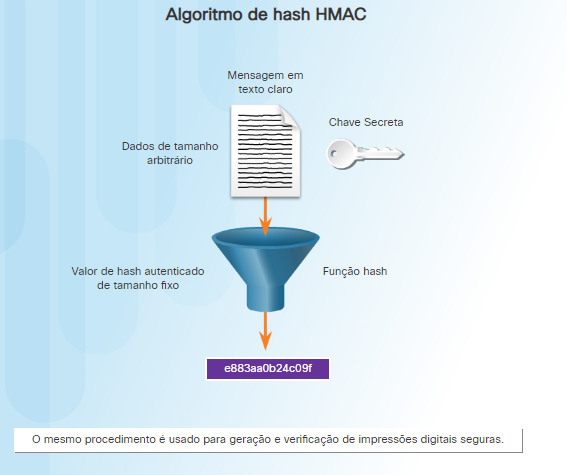 Algoritmo de hash HMAC
Mensagem em
texto claro
Chave Secreta
Dados de tamanho
arbitrário
Valor de hash autenticado
de tamanho fixo
Função hash
e883aa0b24c09f
O mesmo procedimento é usado para geração e verificação de impressões digitais seguras.